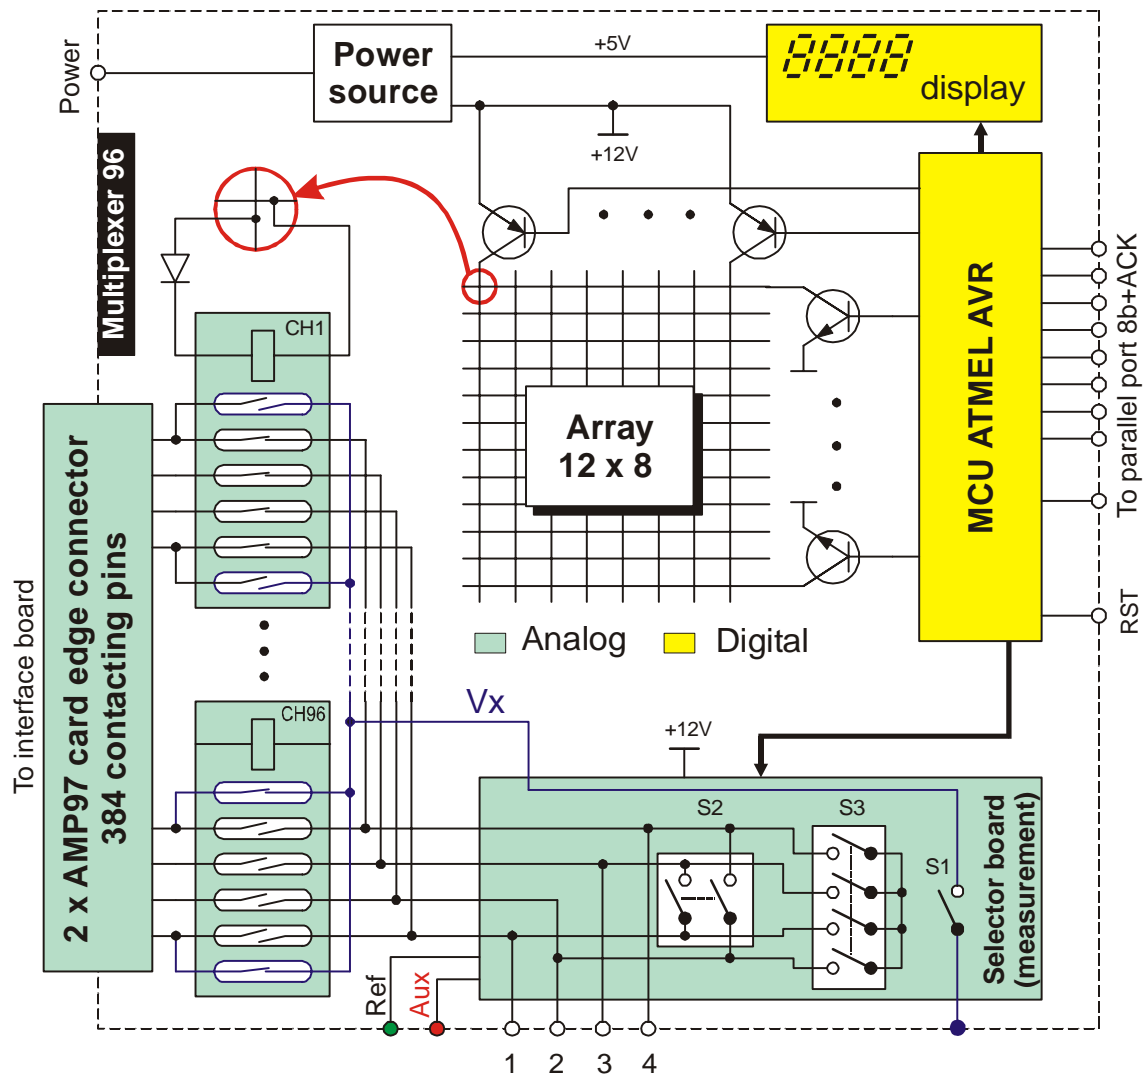 Power
Power
source
+5V
8888
display
+12V
Multiplexer 96
CH1
Array
12 x 8
MCU ATMEL AVR
To parallel port 8b+ACK
RST
2 x AMP97 card edge connector
384 contacting pins
To interface board
Analog
Digital
CH96
Vx
+12V
S2
S3
S1
Selector board
(measurement)
Ref
Aux
1
2
3
4